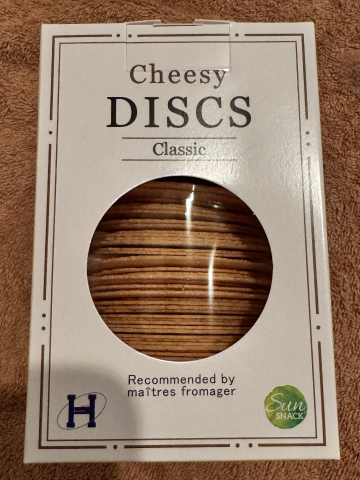 Cheesy
DISCS
Classic
Recommended by
maîtres fromager
H
Sun
SNACK